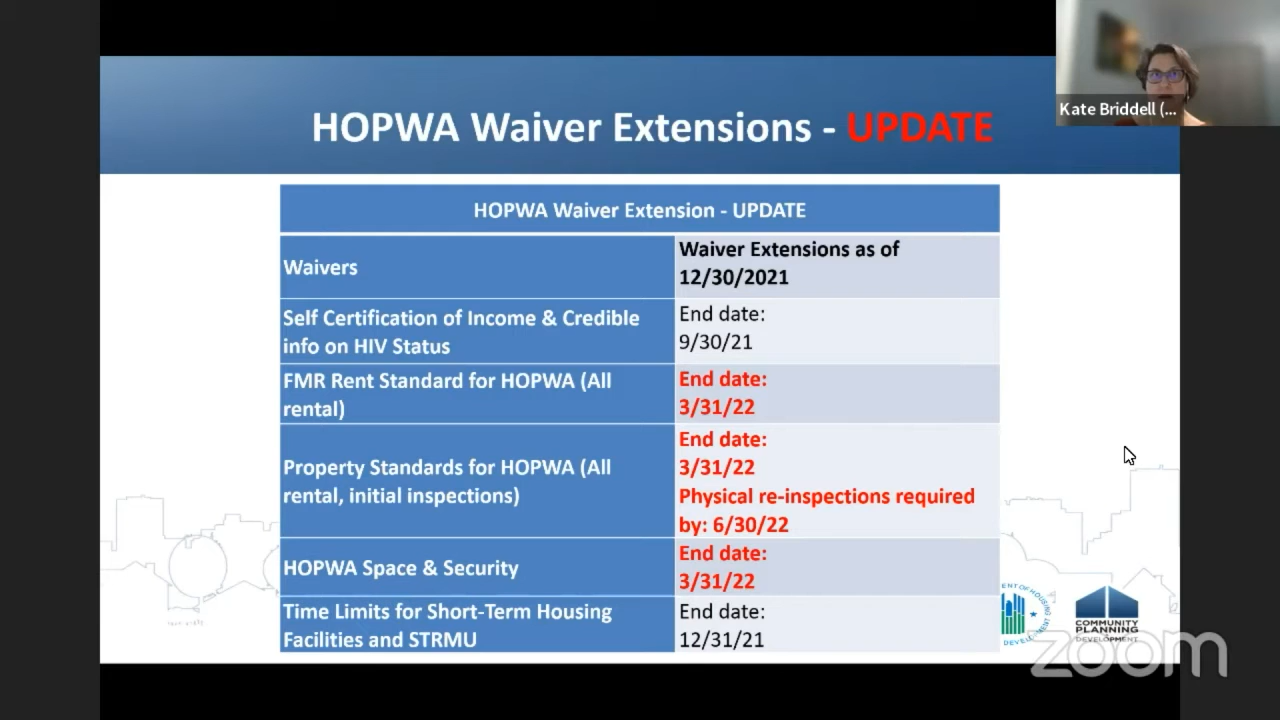 HOPWA Waiver Extensions - UPDATE
Kate Briddell (...
HOPWA Waiver Extension - UPDATE
Waivers
Waiver Extensions as of
12/30/2021
Self Certification of Income & Credible
info on HIV Status
End date:
9/30/21
FMR Rent Standard for HOPWA (All
rental)
End date:
3/31/22
Property Standards for HOPWA (All
rental, initial inspections)
End date:
3/31/22
Physical re-inspections required
by: 6/30/22
HOPWA Space & Security
End date:
3/31/22
Time Limits for Short-Term Housing
Facilities and STRMU
End date:
12/31/21
COMMUNITY
PLANNING
DEVELOPMENT
zoom